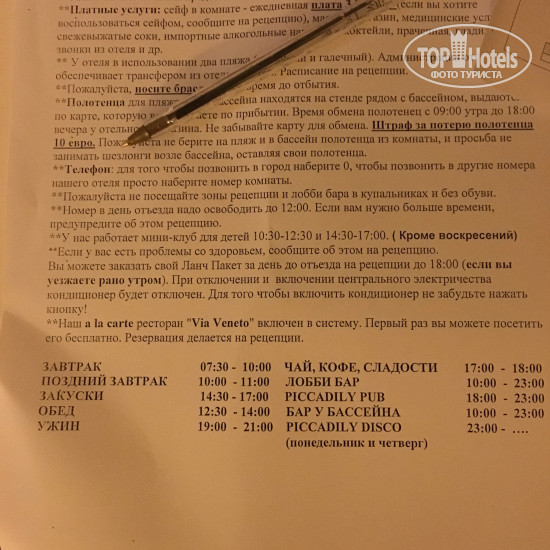 **Платные услуги: сейф в комнате - ежедневная плата (если вы хотите
воспользоваться сейфом, сообщите на рецепцию), магазин, медицинские услуги
свежевыжатые соки, импортные алкогольные коктейли, прачечная,
звонки из отеля и др.
** У отеля в использовании два пляжа и галечный).
обеспечивает трансфером из Расписание на рецепции.
**Пожалуйста, носите до отбытия.
**Полотенца для бассейна находятся на стенде рядом с бассейном,
по карте, которую по прибытии. Время обмена полотенец с 09:00 утра до 18:00
вечера у отельного Не забывайте карту для обмена. Штраф за потерю полотенца
10 евро. Пожалуйста не берите на пляж и в бассейн полотенца из комнаты, и просьба не
занимать шезлонги возле бассейна, оставляя свои полотенца.
**Телефон: для того чтобы позвонить в город наберите 0, чтобы позвонить в другие номера
нашего отеля просто наберите номер комнаты.
**Пожалуйста не посещайте зоны рецепции и лобби бара в купальниках и без обуви.
**Номер в день отъезда надо освободить до 12:00. Если вам нужно больше времени,
предупредите об этом рецепцию.
**У нас работает мини-клуб для детей 10:30-12:30 и 14:30-17:00. ( Кроме воскресений)
**Если у вас есть проблемы со здоровьем, сообщите об этом на рецепцию.
Вы можете заказать свой Ланч Пакет за день до отъезда на рецепции до 18:00 (если вы
уезжаете рано утром). При отключении и включении центрального электричества
кондиционер будет отключен. Для того чтобы включить кондиционер не забудьте нажать
кнопку!
**Наш a la carte ресторан "Via Veneto" включен в систему. Первый раз вы можете посетить
его бесплатно. Резервация делается на рецепции.
ЗАВТРАК 07:30 - 10:00 ЧАЙ, КОФЕ, СЛАДОСТИ 17:00 - 18:00
ПОЗДНИЙ ЗАВТРАК 10:00 - 11:00 ЛОББИ БАР 10:00 - 23:00
ЗАКУСКИ 14:30 - 17:00 PICCADILY PUB 18:00 - 23:00
ОБЕД 12:30 - 14:00 БАР У БАССЕЙНА 10:00 - 23:00
УЖИН 19:00 - 21:00 PICCADILY DISCO 23:00 - ….
(понедельник и четверг)
TOP Hotels
ФОТО ТУРИСТА